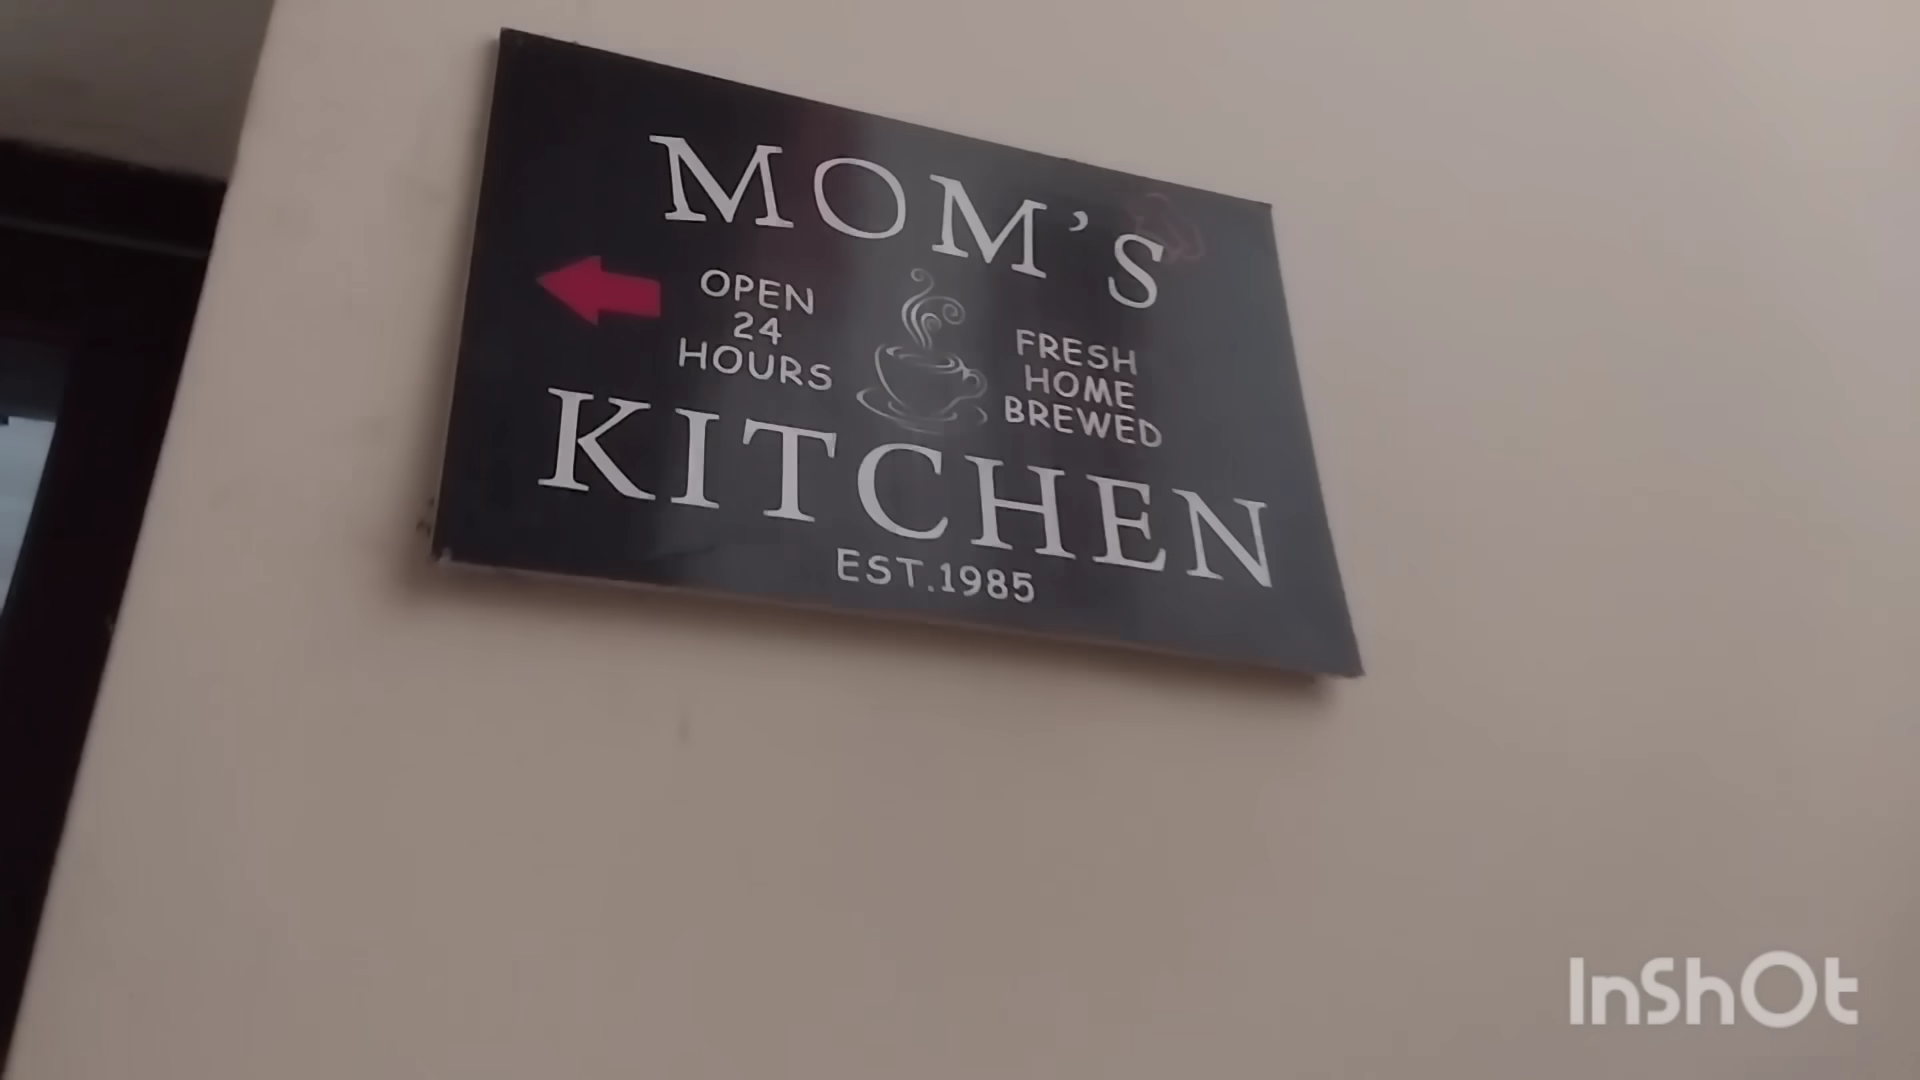 MOM'S
OPEN
24
HOURS
FRESH
HOME
BREWED
KITCHEN
EST.1985
InShOt